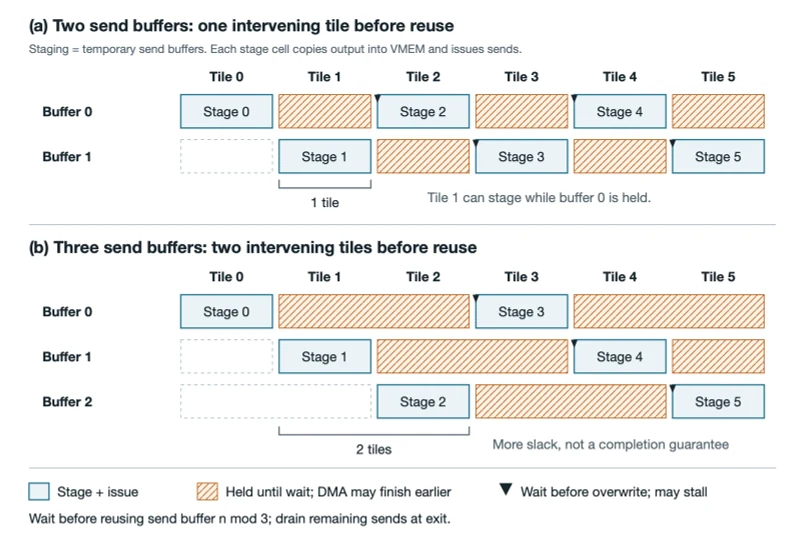 (a) Two send buffers: one intervening tile before reuse
Staging = temporary send buffers. Each stage cell copies output into VMEM and issues sends.
Tile 0 Tile 1 Tile 2 Tile 3 Tile 4 Tile 5
Buffer 0 Stage 0 Stage 2 Stage 4
Buffer 1 Stage 1 Stage 3 Stage 5
1 tile Tile 1 can stage while buffer 0 is held.
(b) Three send buffers: two intervening tiles before reuse
Tile 0 Tile 1 Tile 2 Tile 3 Tile 4 Tile 5
Buffer 0 Stage 0 Stage 3
Buffer 1 Stage 1 Stage 4
Buffer 2 Stage 2 Stage 5
2 tiles More slack, not a completion guarantee
Stage + issue Held until wait; DMA may finish earlier Wait before overwrite; may stall
Wait before reusing send buffer n mod 3; drain remaining sends at exit.